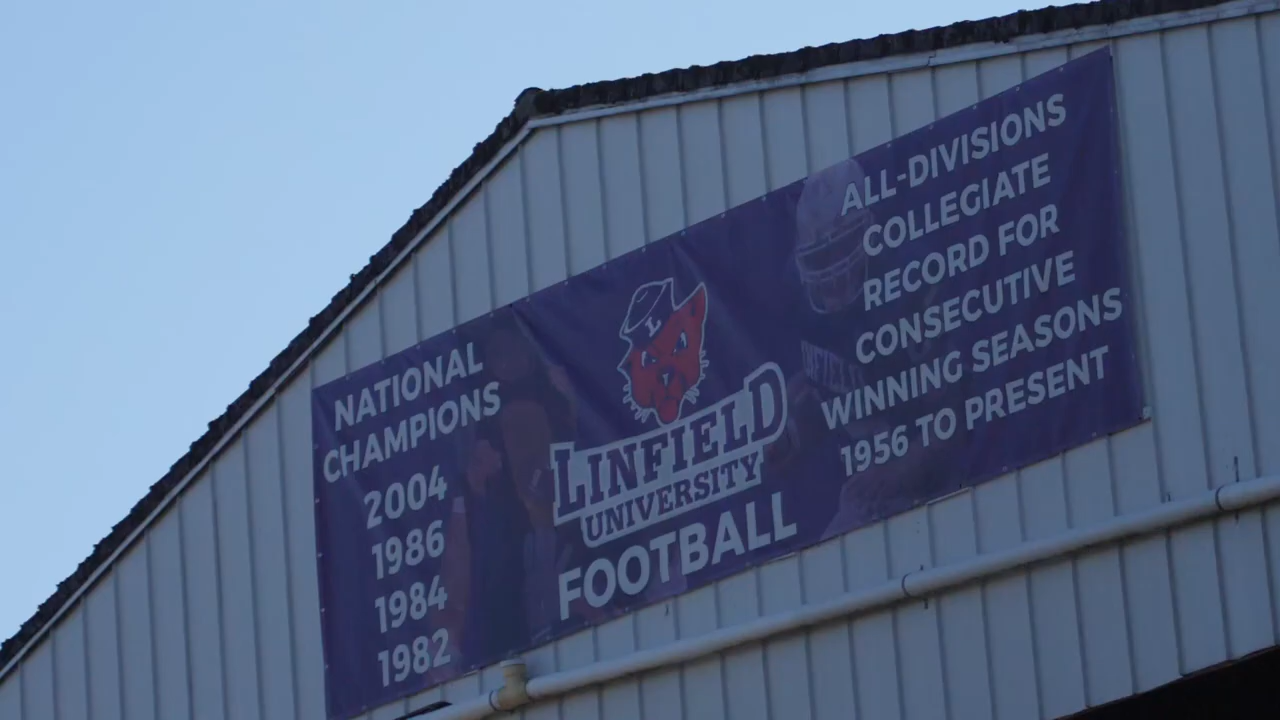 NATIONAL
CHAMPIONS
2004
1986
1984
1982
L
LINFIELD
UNIVERSITY
FOOTBALL
ALL-DIVISIONS
COLLEGIATE
RECORD FOR
CONSECUTIVE
WINNING SEASONS
1956 TO PRESENT